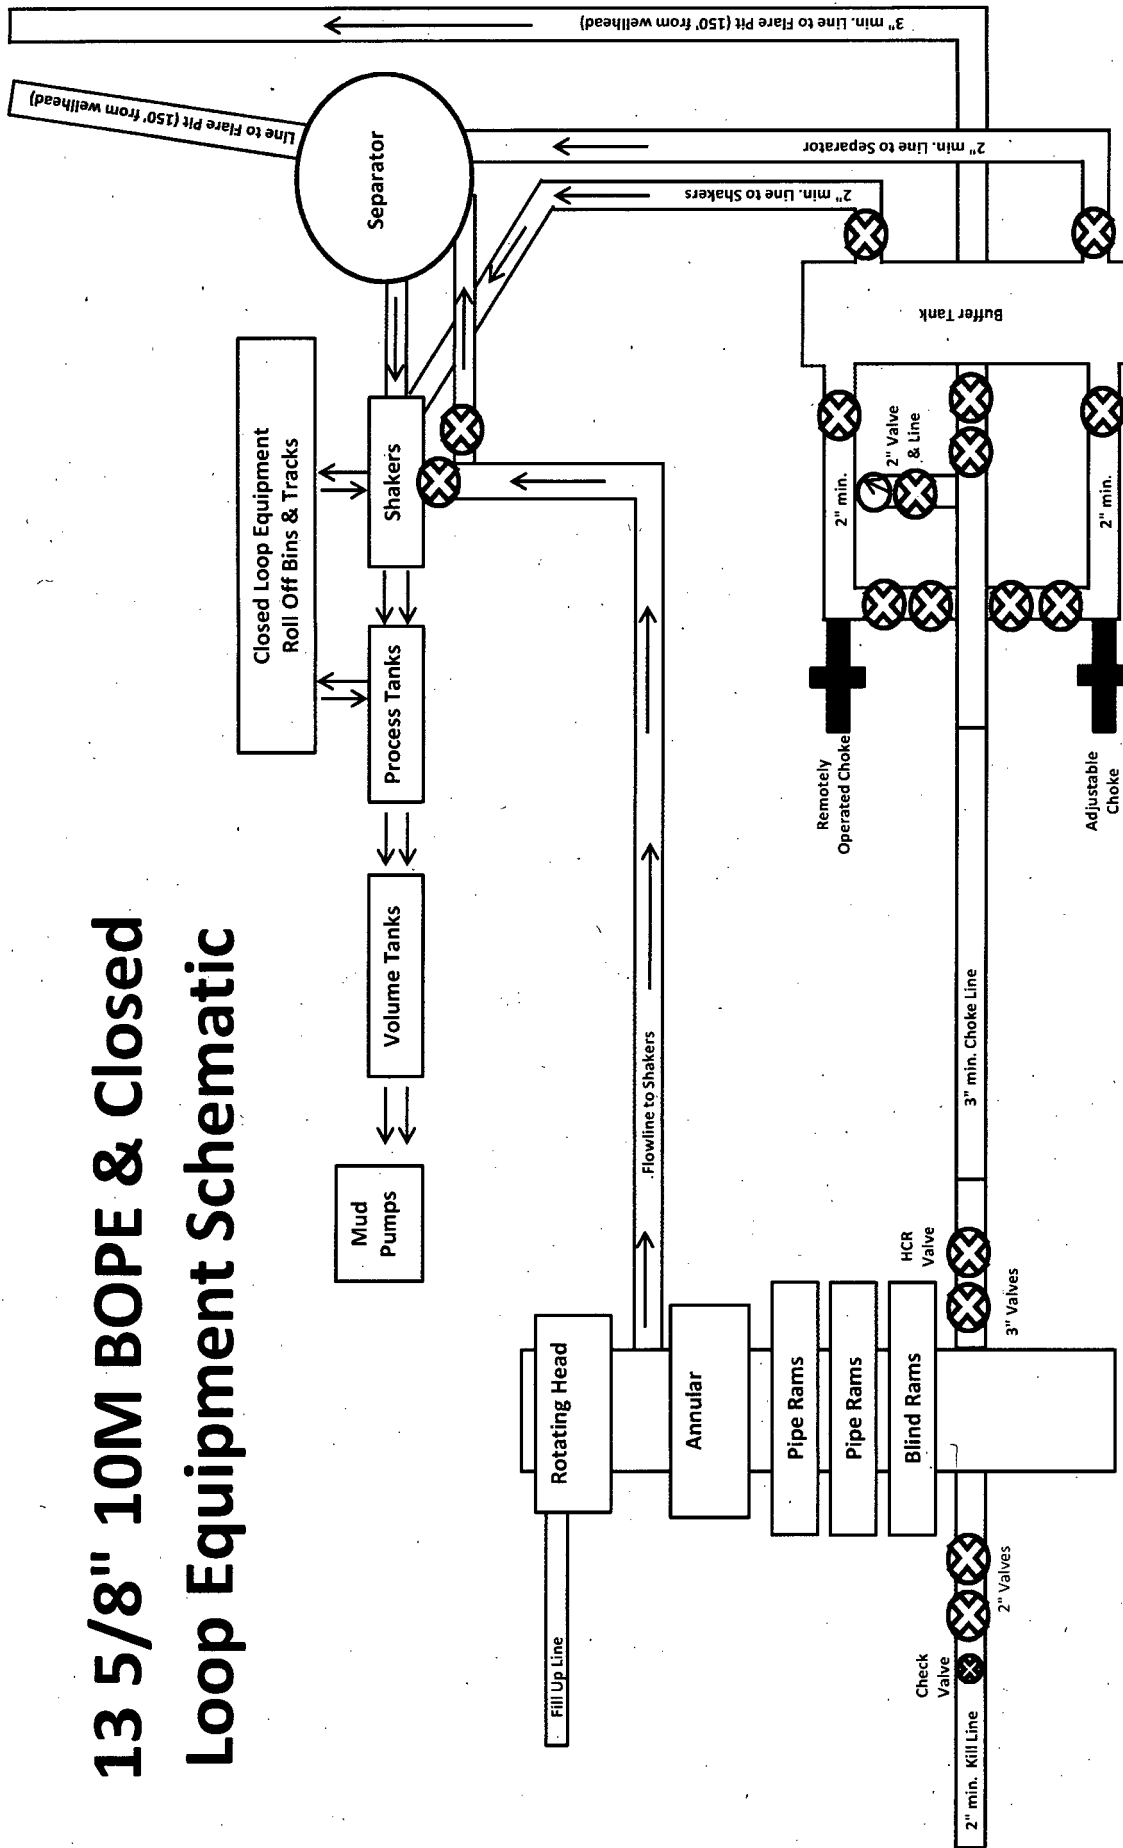 13 5/8" 10M BOPE & Closed
Loop Equipment Schematic
Closed Loop Equipment
Roll Off Bins & Tracks
Line to Flare Pit (150' from wellhead)
3" min. Line to Flare Pit (150' from wellhead)
Separator
Mud
Pumps
Volume Tanks
Process Tanks
Shakers
2" min. Line to Shakers
2" min. Line to Separator
Fill Up Line
Rotating Head
Flowline to Shakers
Annular
Pipe Rams
Pipe Rams
Blind Rams
HCR
Valve
3" Valves
Check
Valve
2" Valves
2" min. Kill Line
3" min. Choke Line
Remotely
Operated Choke
Adjustable
Choke
2" min.
2" Valve
& Line
2" min.
Buffer Tank